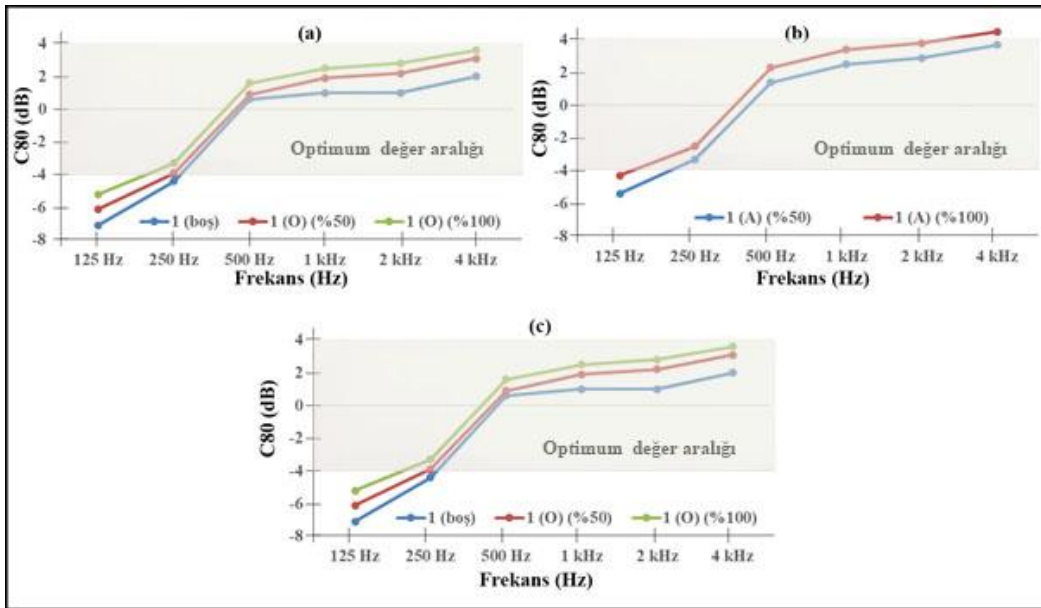 (a)
C80 (dB)
4
2
0
-2
-4
-6
-8
Optimum değer aralığı
1 (boş) 1 (O) (%50) 1 (O) (%100)
125 Hz 250 Hz 500 Hz 1 kHz 2 kHz 4 kHz
Frekans (Hz)
(b)
C80 (dB)
4
2
0
-2
-4
-6
-8
Optimum değer aralığı
1 (A) (%50) 1 (A) (%100)
125 Hz 250 Hz 500 Hz 1 kHz 2 kHz 4 kHz
Frekans (Hz)
(c)
C80 (dB)
4
2
0
-2
-4
-6
-8
Optimum değer aralığı
1 (boş) 1 (O) (%50) 1 (O) (%100)
125 Hz 250 Hz 500 Hz 1 kHz 2 kHz 4 kHz
Frekans (Hz)